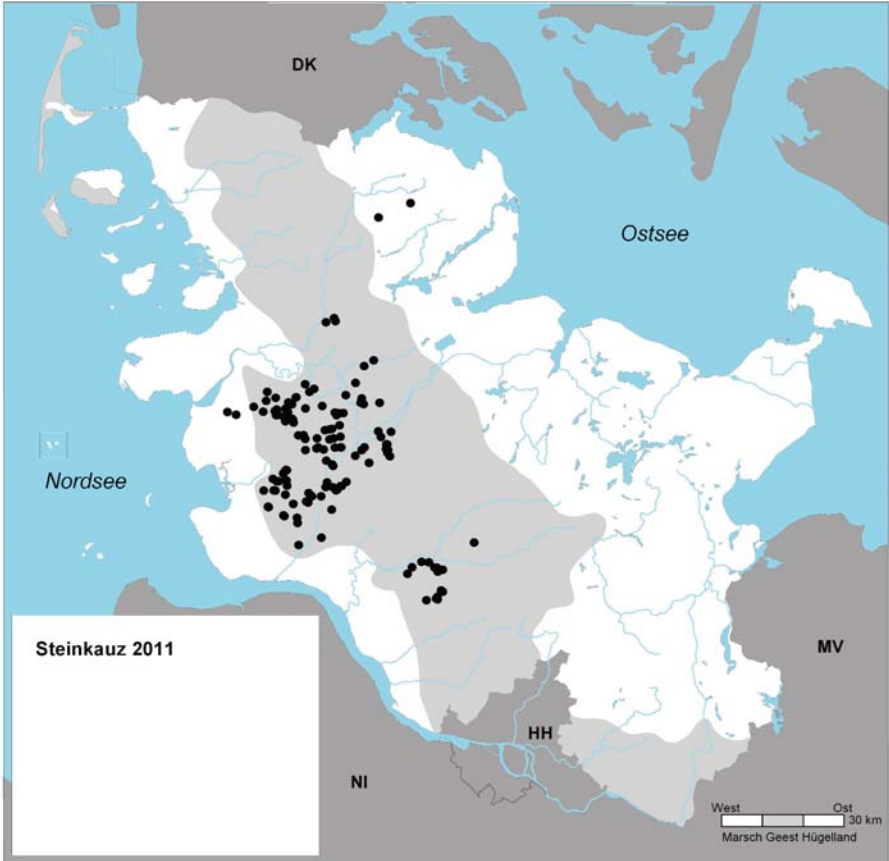 DK
Ostsee
Nordsee
Steinkauz 2011
MV
HH
NI
West Ost
30 km
Marsch Geest Hügelland